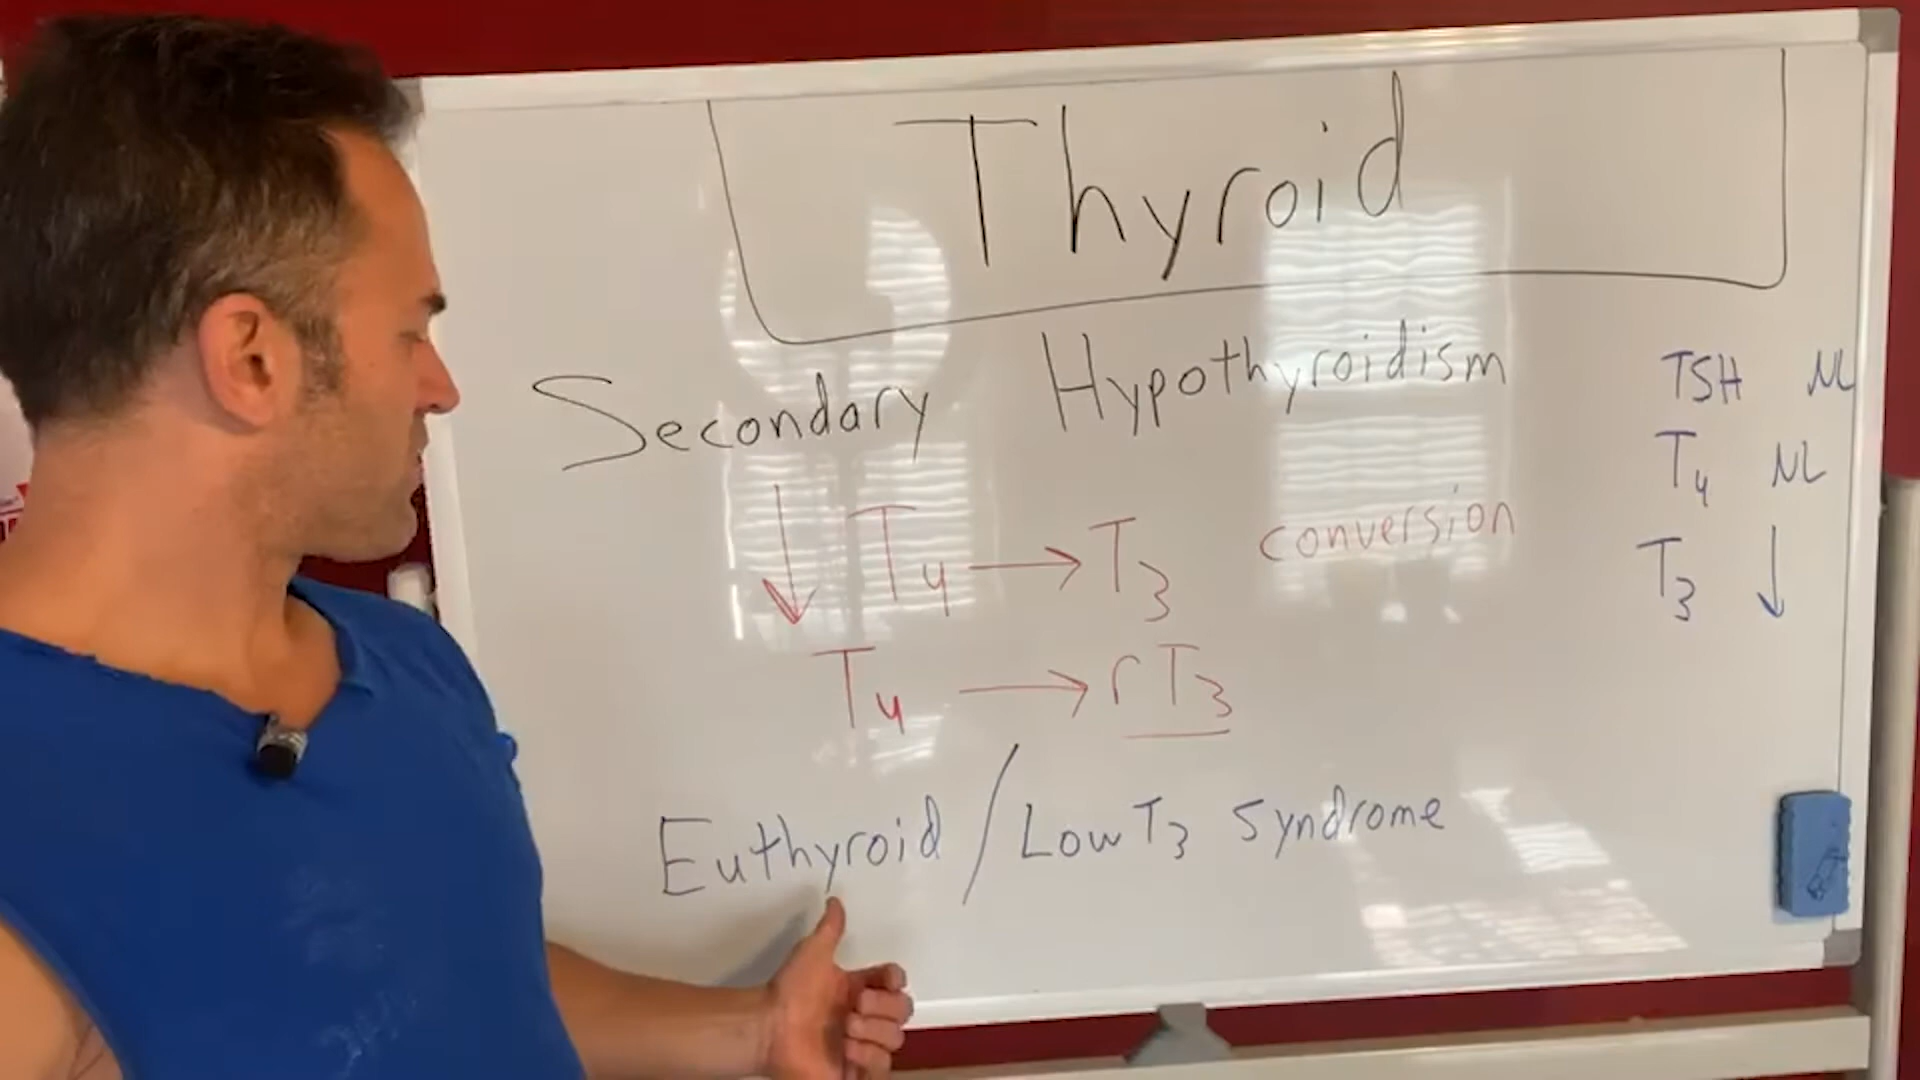 Thyroid
Secondary Hypothyroidism
↓ T4 → T3 conversion
T4 → rT3
Euthyroid / Low T3 Syndrome
TSH NL
T4 NL
T3 ↓